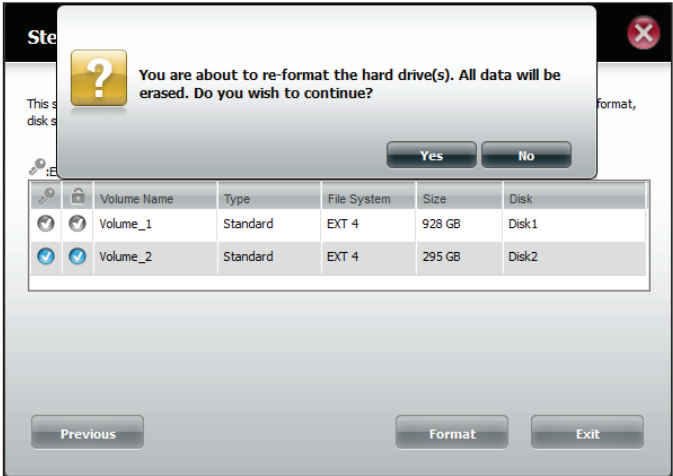 Ste
You are about to re-format the hard drive(s). All data will be
erased. Do you wish to continue?
This s
format,
disk s
Yes No
:E
Volume Name Type File System Size Disk
Volume_1 Standard EXT 4 928 GB Disk1
Volume_2 Standard EXT 4 295 GB Disk2
Previous Format Exit